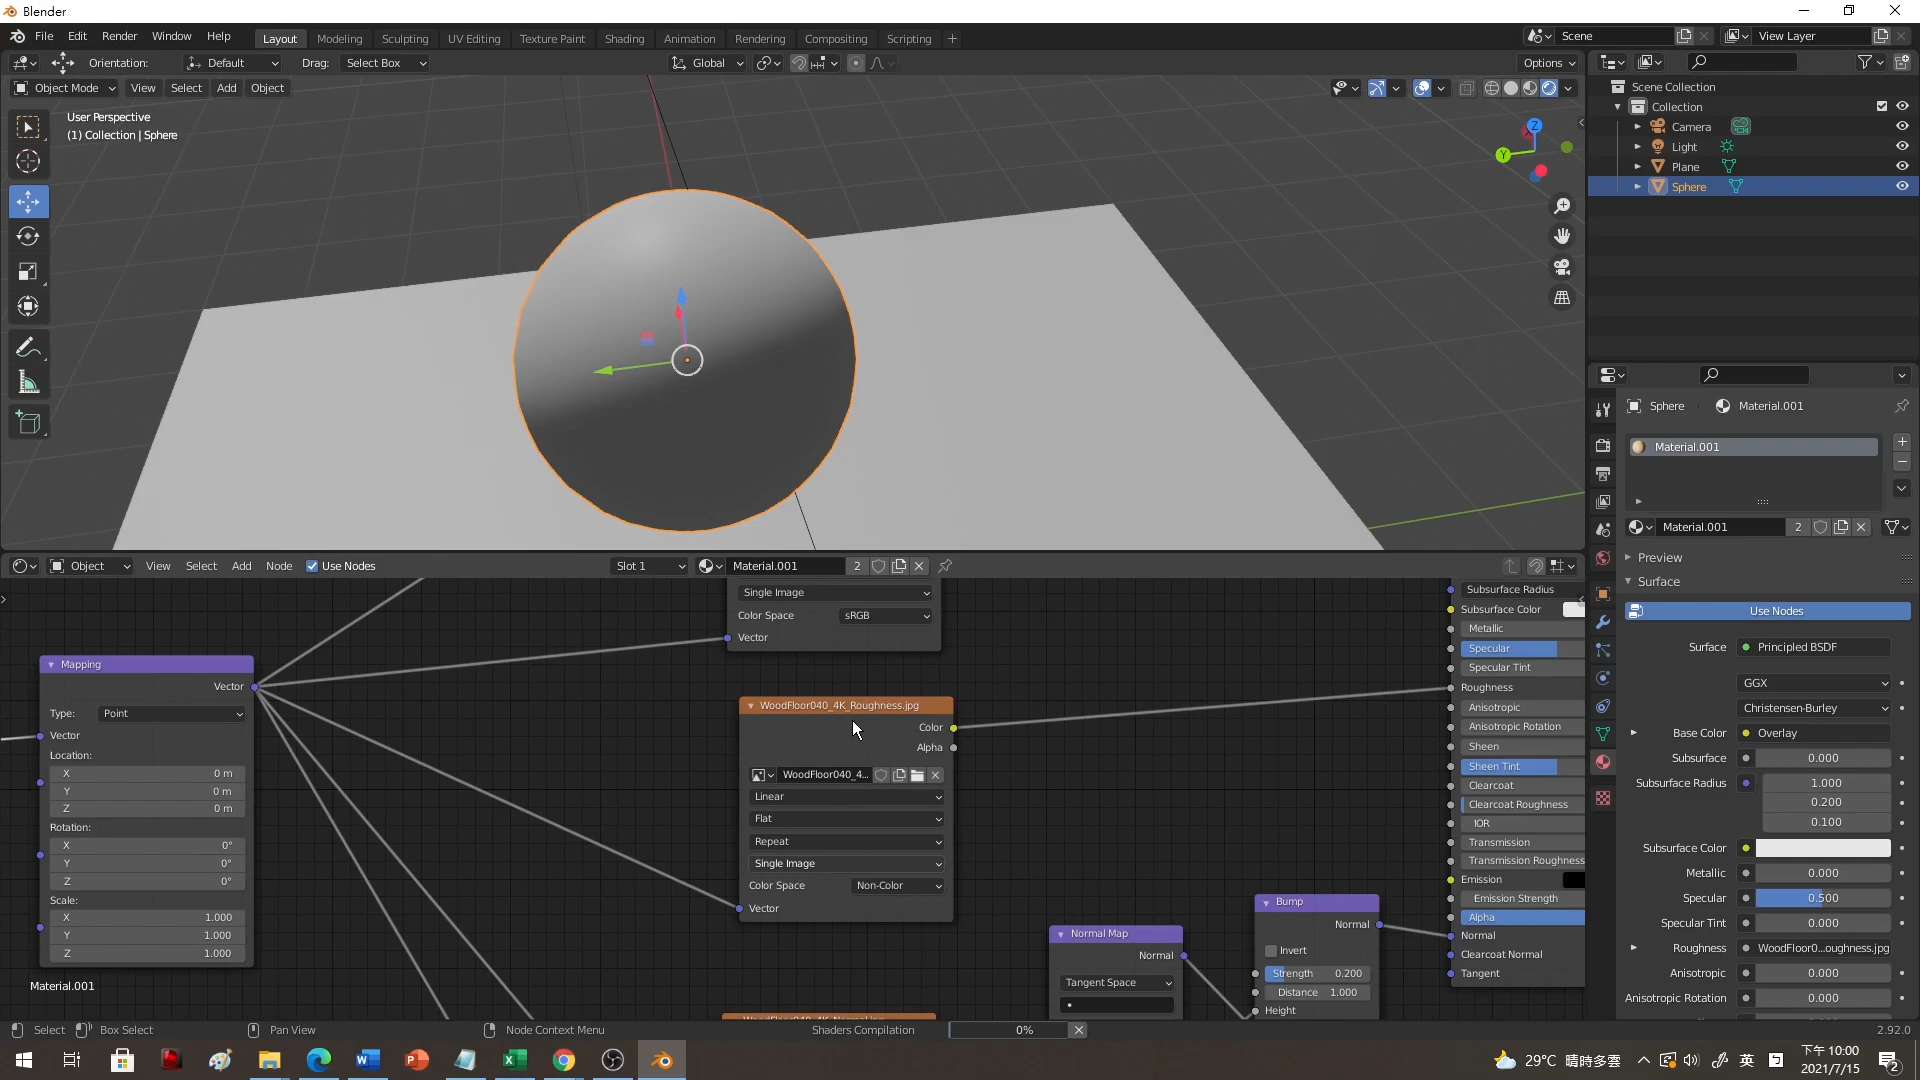 Blender
File Edit Render Window Help Layout Modeling Sculpting UV Editing Texture Paint Shading Animation Rendering Compositing Scripting + Scene View Layer
Orientation: Default Drag: Select Box Global Options
Object Mode View Select Add Object
User Perspective
(1) Collection | Sphere
Z
X
Y
Scene Collection
Collection
Camera
Light
Plane
Sphere
Sphere Material.001
Material.001
Material.001 2
Preview
Surface
Use Nodes
Surface Principled BSDF
GGX
Christensen-Burley
Base Color Overlay
Subsurface 0.000
Subsurface Radius 1.000
0.200
0.100
Subsurface Color
Metallic 0.000
Specular 0.500
Specular Tint 0.000
Roughness WoodFloor0...oughness.jpg
Anisotropic 0.000
Anisotropic Rotation 0.000
Object View Select Add Node Use Nodes Slot 1 Material.001 2
Single Image
Color Space sRGB
Vector
Mapping
Vector
Type: Point
Vector
Location:
X 0 m
Y 0 m
Z 0 m
Rotation:
X 0°
Y 0°
Z 0°
Scale:
X 1.000
Y 1.000
Z 1.000
Material.001
WoodFloor040_4K_Roughness.jpg
Color
Alpha
WoodFloor040_4...
Linear
Flat
Repeat
Single Image
Color Space Non-Color
Vector
Normal Map
Normal
Tangent Space
Bump
Normal
Invert
Strength 0.200
Distance 1.000
Height
Subsurface Radius
Subsurface Color
Metallic
Specular
Specular Tint
Roughness
Anisotropic
Anisotropic Rotation
Sheen
Sheen Tint
Clearcoat
Clearcoat Roughness
IOR
Transmission
Transmission Roughness
Emission
Emission Strength
Alpha
Normal
Clearcoat Normal
Tangent
Select Box Select Pan View Node Context Menu Shaders Compilation 0% 2.92.0
29°C 晴時多雲 英 下午 10:00
2021/7/15
2